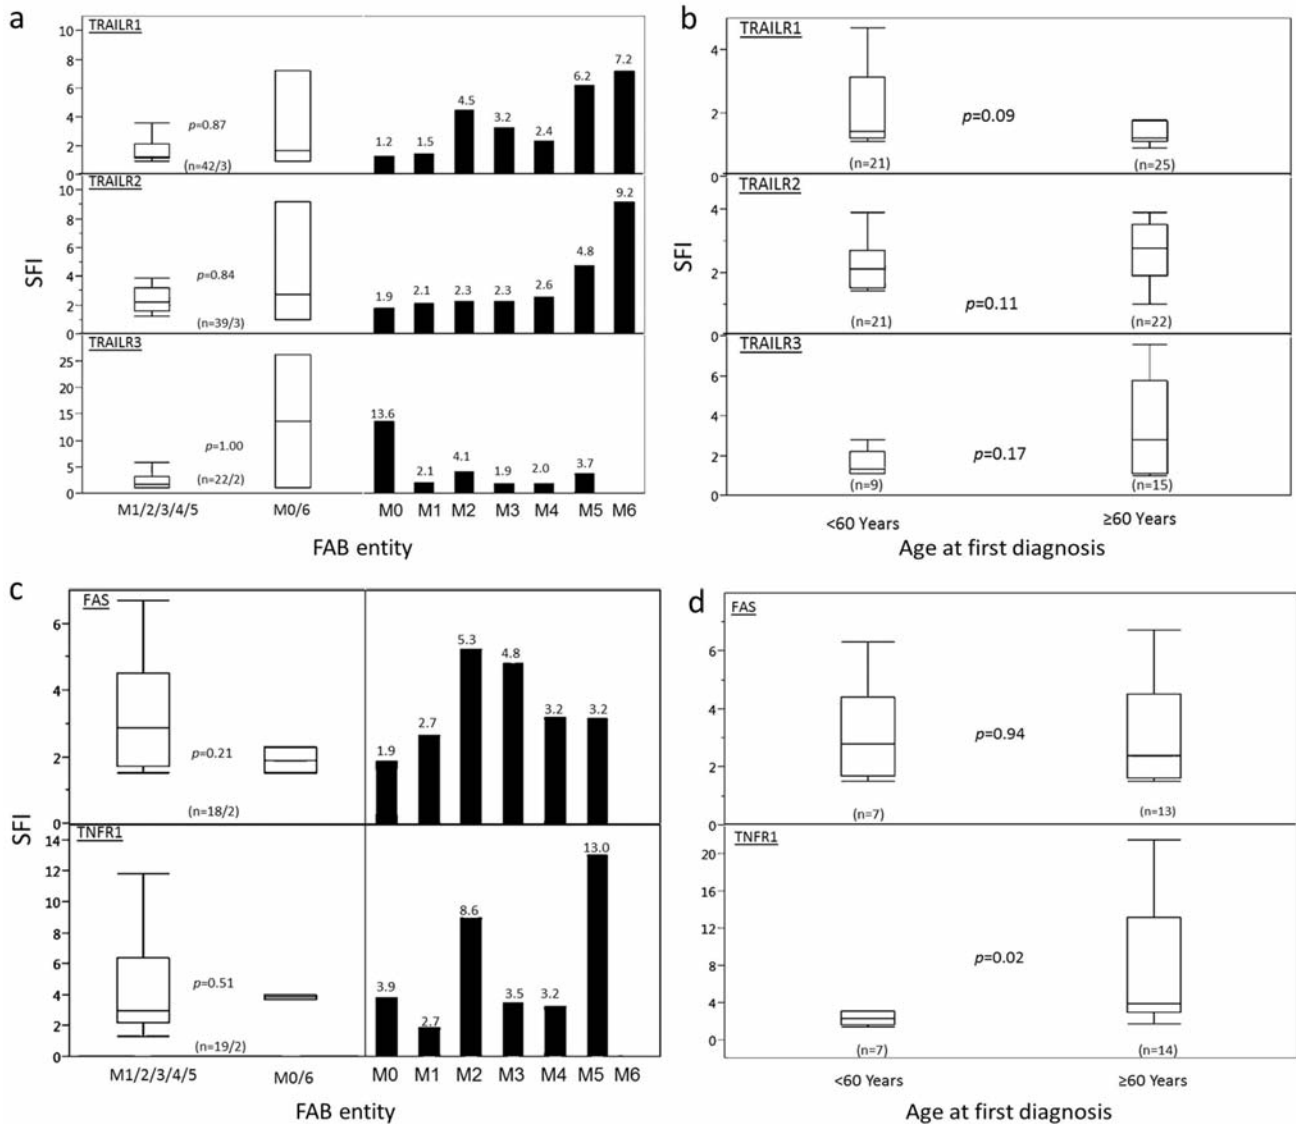 a
TRAILR1
10
8
6
4
2
0
p=0.87
(n=42/3)
1.2
1.5
4.5
3.2
2.4
6.2
7.2
TRAILR2
10
8
6
4
2
0
p=0.84
(n=39/3)
1.9
2.1
2.3
2.3
2.6
4.8
9.2
SFI
TRAILR3
25
20
15
10
5
0
p=1.00
(n=22/2)
13.6
2.1
4.1
1.9
2.0
3.7
M1/2/3/4/5 M0/6 M0 M1 M2 M3 M4 M5 M6
FAB entity
b
TRAILR1
4
2
0
p=0.09
(n=21) (n=25)
TRAILR2
4
2
0
p=0.11
(n=21) (n=22)
SFI
TRAILR3
6
4
2
0
p=0.17
(n=9) (n=15)
<60 Years ≥60 Years
Age at first diagnosis
c
FAS
6
4
2
0
p=0.21
(n=18/2)
1.9
2.7
5.3
4.8
3.2
3.2
SFI
TNFR1
14
12
10
8
6
4
2
0
p=0.51
(n=19/2)
3.9
2.7
8.6
3.5
3.2
13.0
M1/2/3/4/5 M0/6 M0 M1 M2 M3 M4 M5 M6
FAB entity
d
FAS
6
4
2
0
p=0.94
(n=7) (n=13)
TNFR1
20
16
12
8
4
0
p=0.02
(n=7) (n=14)
<60 Years ≥60 Years
Age at first diagnosis